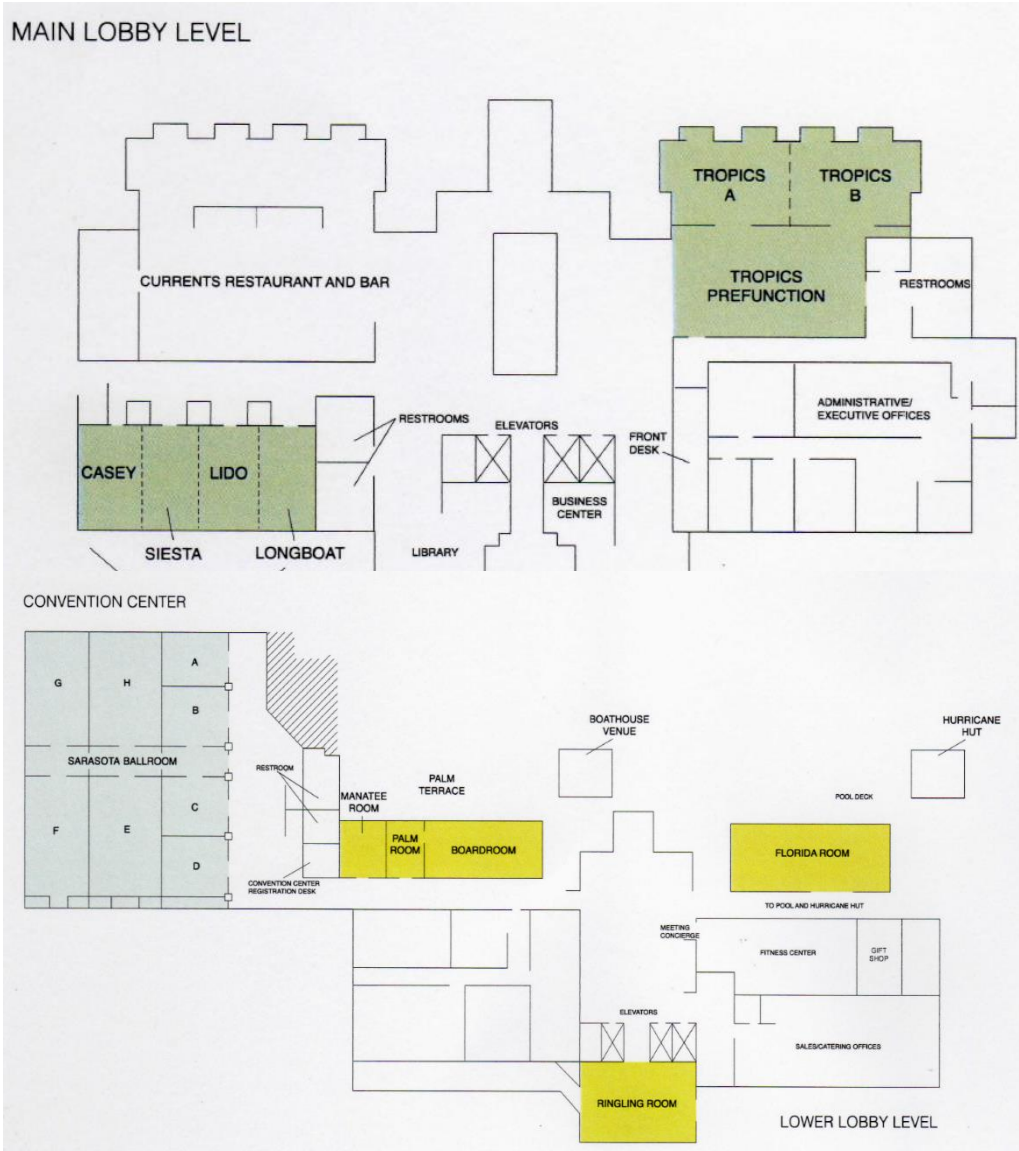 MAIN LOBBY LEVEL
TROPICS
A
TROPICS
B
CURRENTS RESTAURANT AND BAR
TROPICS
PREFUNCTION
RESTROOMS
RESTROOMS
ELEVATORS
ADMINISTRATIVE/
EXECUTIVE OFFICES
FRONT
DESK
CASEY
LIDO
BUSINESS
CENTER
SIESTA
LONGBOAT
LIBRARY
CONVENTION CENTER
A
G
H
B
BOATHOUSE
VENUE
HURRICANE
HUT
SARASOTA BALLROOM
RESTROOM
PALM
TERRACE
MANATEE
ROOM
POOL DECK
C
F
E
D
PALM
ROOM
BOARDROOM
FLORIDA ROOM
CONVENTION CENTER
REGISTRATION DESK
TO POOL AND HURRICANE HUT
MEETING
CONCIERGE
FITNESS CENTER
GIFT
SHOP
ELEVATORS
SALES/CATERING OFFICES
RINGLING ROOM
LOWER LOBBY LEVEL